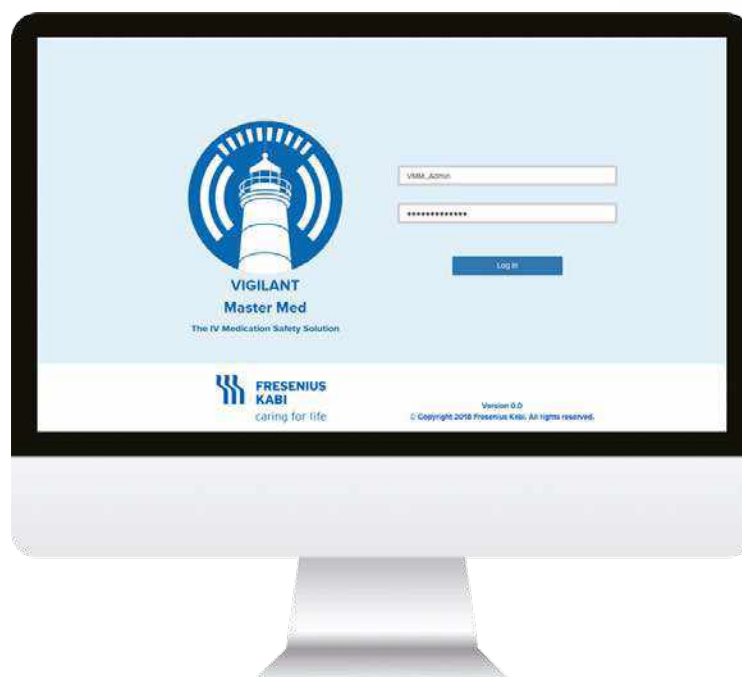 VMM_Admin
*************
Log in
VIGILANT
Master Med
The IV Medication Safety Solution
FRESENIUS
KABI
caring for life
Version 0.0
© Copyright 2018 Fresenius Kabi. All rights reserved.